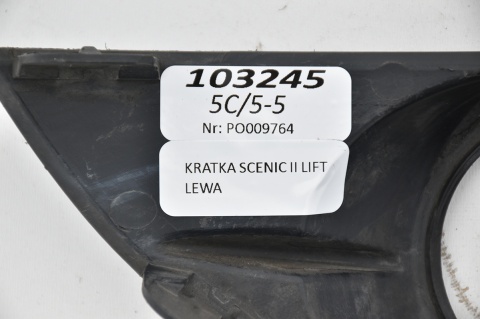 103245
5C/5-5
Nr: PO009764
KRATKA SCENIC II LIFT
LEWA